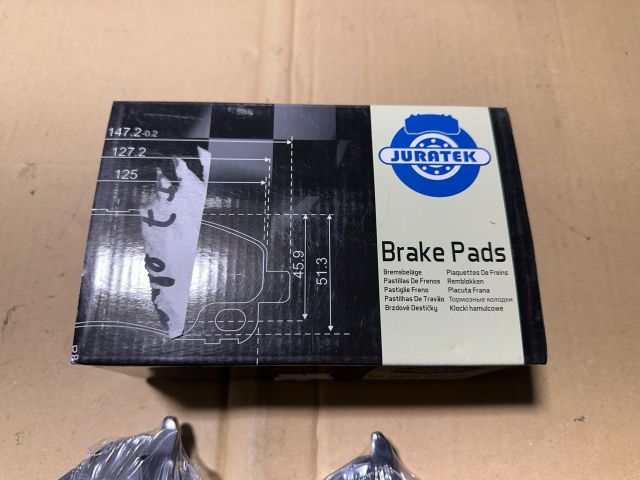 147.2-0.2
127.2
125
45.9
51.3
JURATEK
Brake Pads
Bremsbeläge
Pastillas De Frenos
Pastiglie Freno
Pastilhas De Travão
Brzdové Destičky
Plaquettes De Freins
Remblokken
Placuta Frana
Тормозные колодки
Klocki hamulcowe